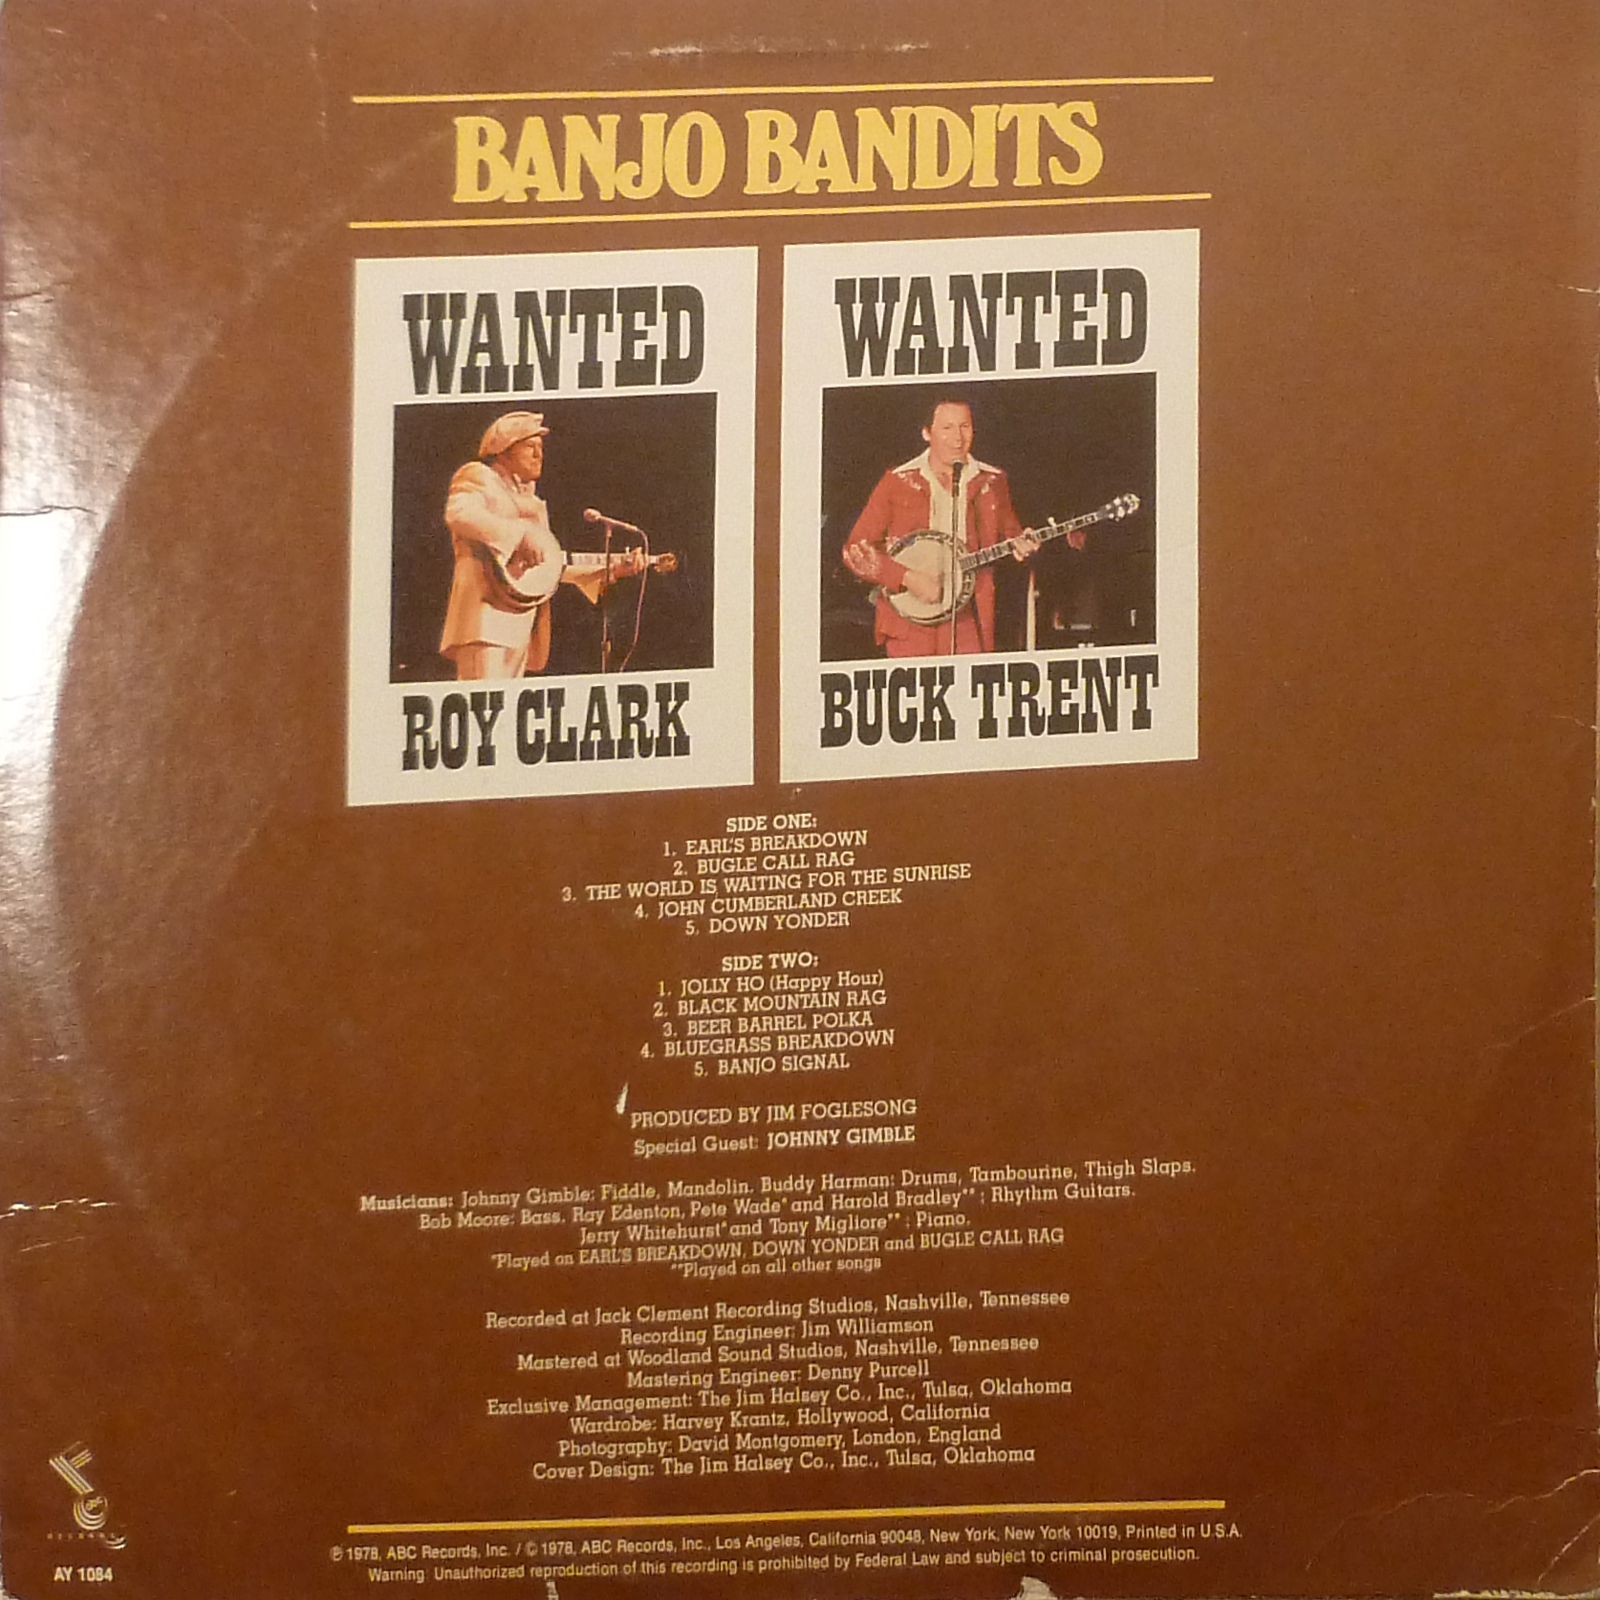 BANJO BANDITS
WANTED
ROY CLARK
WANTED
BUCK TRENT
SIDE ONE:
1. EARL'S BREAKDOWN
2. BUGLE CALL RAG
3. THE WORLD IS WAITING FOR THE SUNRISE
4. JOHN CUMBERLAND CREEK
5. DOWN YONDER
SIDE TWO:
1. JOLLY HO (Happy Hour)
2. BLACK MOUNTAIN RAG
3. BEER BARREL POLKA
4. BLUEGRASS BREAKDOWN
5. BANJO SIGNAL
PRODUCED BY JIM FOGLESONG
Special Guest: JOHNNY GIMBLE
Musicians: Johnny Gimble: Fiddle, Mandolin. Buddy Harman: Drums, Tambourine, Thigh Slaps.
Bob Moore: Bass. Ray Edenton, Pete Wade* and Harold Bradley** ; Rhythm Guitars.
Jerry Whitehurst* and Tony Migliore** ; Piano.
*Played on EARL'S BREAKDOWN, DOWN YONDER and BUGLE CALL RAG
**Played on all other songs
Recorded at Jack Clement Recording Studios, Nashville, Tennessee
Recording Engineer: Jim Williamson
Mastered at Woodland Sound Studios, Nashville, Tennessee
Mastering Engineer: Denny Purcell
Exclusive Management: The Jim Halsey Co., Inc., Tulsa, Oklahoma
Wardrobe: Harvey Krantz, Hollywood, California
Photography: David Montgomery, London, England
Cover Design: The Jim Halsey Co., Inc., Tulsa, Oklahoma
abc
RECORDS
AY 1084
℗ 1978, ABC Records, Inc. / © 1978, ABC Records, Inc., Los Angeles, California 90048, New York, New York 10019, Printed in U.S.A.
Warning: Unauthorized reproduction of this recording is prohibited by Federal Law and subject to criminal prosecution.